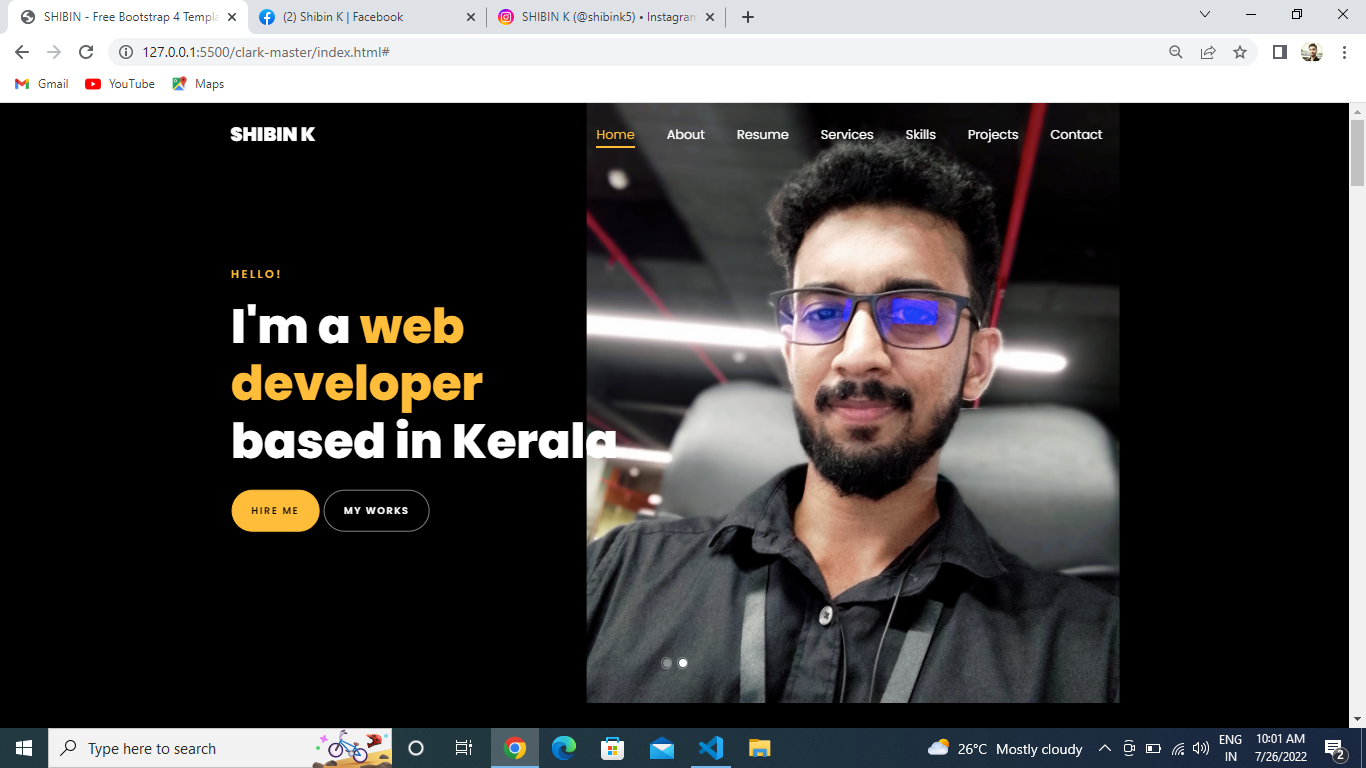 SHIBIN - Free Bootstrap 4 Templa
(2) Shibin K | Facebook
SHIBIN K (@shibink5) • Instagram
127.0.0.1:5500/clark-master/index.html#
Gmail
YouTube
Maps
SHIBIN K
Home
About
Resume
Services
Skills
Projects
Contact
HELLO!
I'm a web
developer
based in Kerala
HIRE ME
MY WORKS
Type here to search
26°C Mostly cloudy
ENG
IN
10:01 AM
7/26/2022
2